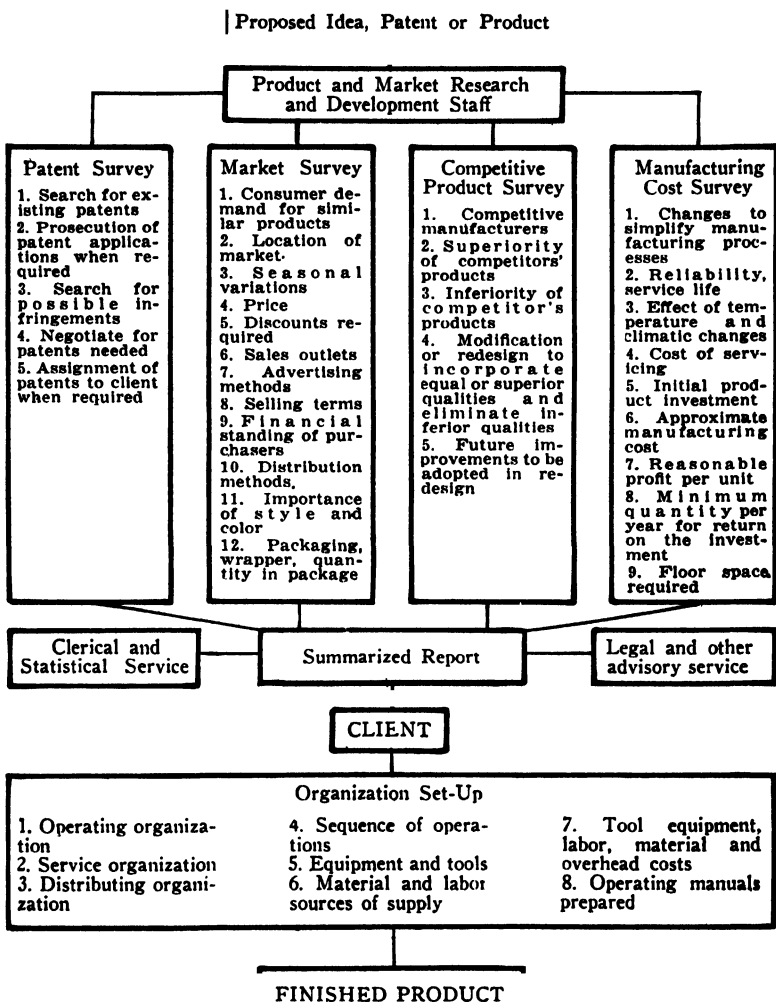 Proposed Idea, Patent or Product
Product and Market Research
and Development Staff
Patent Survey
1. Search for ex-
isting patents
2. Prosecution of
patent applica-
tions when re-
quired
3. Search for
possible in-
fringements
4. Negotiate for
patents needed
5. Assignment of
patents to client
when required
Market Survey
1. Consumer de-
mand for simi-
lar products
2. Location of
market.
3. Seasonal
variations
4. Price
5. Discounts re-
quired
6. Sales outlets
7. Advertising
methods
8. Selling terms
9. Financial
standing of pur-
chasers
10. Distribution
methods.
11. Importance
of style and
color
12. Packaging,
wrapper, quan-
tity in package
Competitive
Product Survey
1. Competitive
manufacturers
2. Superiority
of competitors'
products
3. Inferiority of
competitor's
products
4. Modification
or redesign to
incorporate
equal or superior
qualities and
eliminate in-
ferior qualities
5. Future im-
provements to be
adopted in re-
design
Manufacturing
Cost Survey
1. Changes to
simplify manu-
facturing proc-
esses
2. Reliability,
service life
3. Effect of tem-
perature and
climatic changes
4. Cost of serv-
icing
5. Initial prod-
uct investment
6. Approximate
manufacturing
cost
7. Reasonable
profit per unit
8. Minimum
quantity per
year for return
on the invest-
ment
9. Floor space
required
Clerical and
Statistical Service
Summarized Report
Legal and other
advisory service
CLIENT
Organization Set-Up
1. Operating organiza-
tion
2. Service organization
3. Distributing organi-
zation
4. Sequence of opera-
tions
5. Equipment and tools
6. Material and labor
sources of supply
7. Tool equipment,
labor, material and
overhead costs
8. Operating manuals
prepared
FINISHED PRODUCT